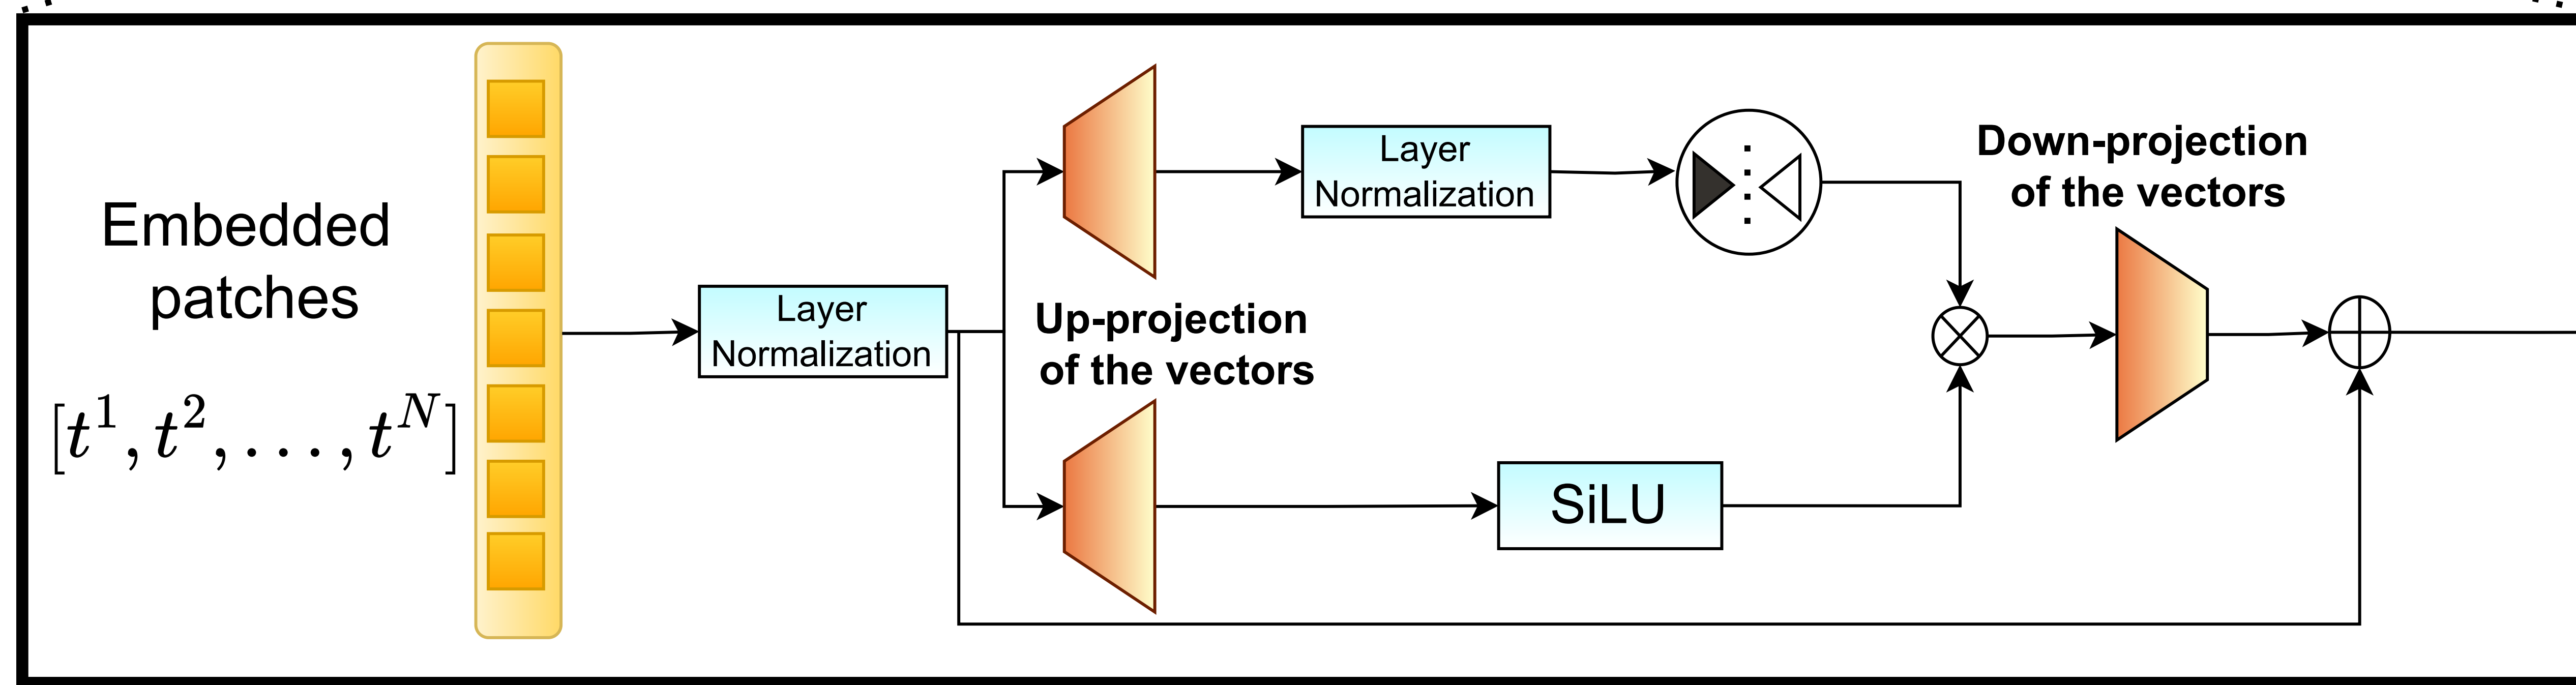 Embedded
patches
[t^1, t^2, ..., t^N]
Layer
Normalization
Up-projection
of the vectors
Layer
Normalization
SiLU
Down-projection
of the vectors